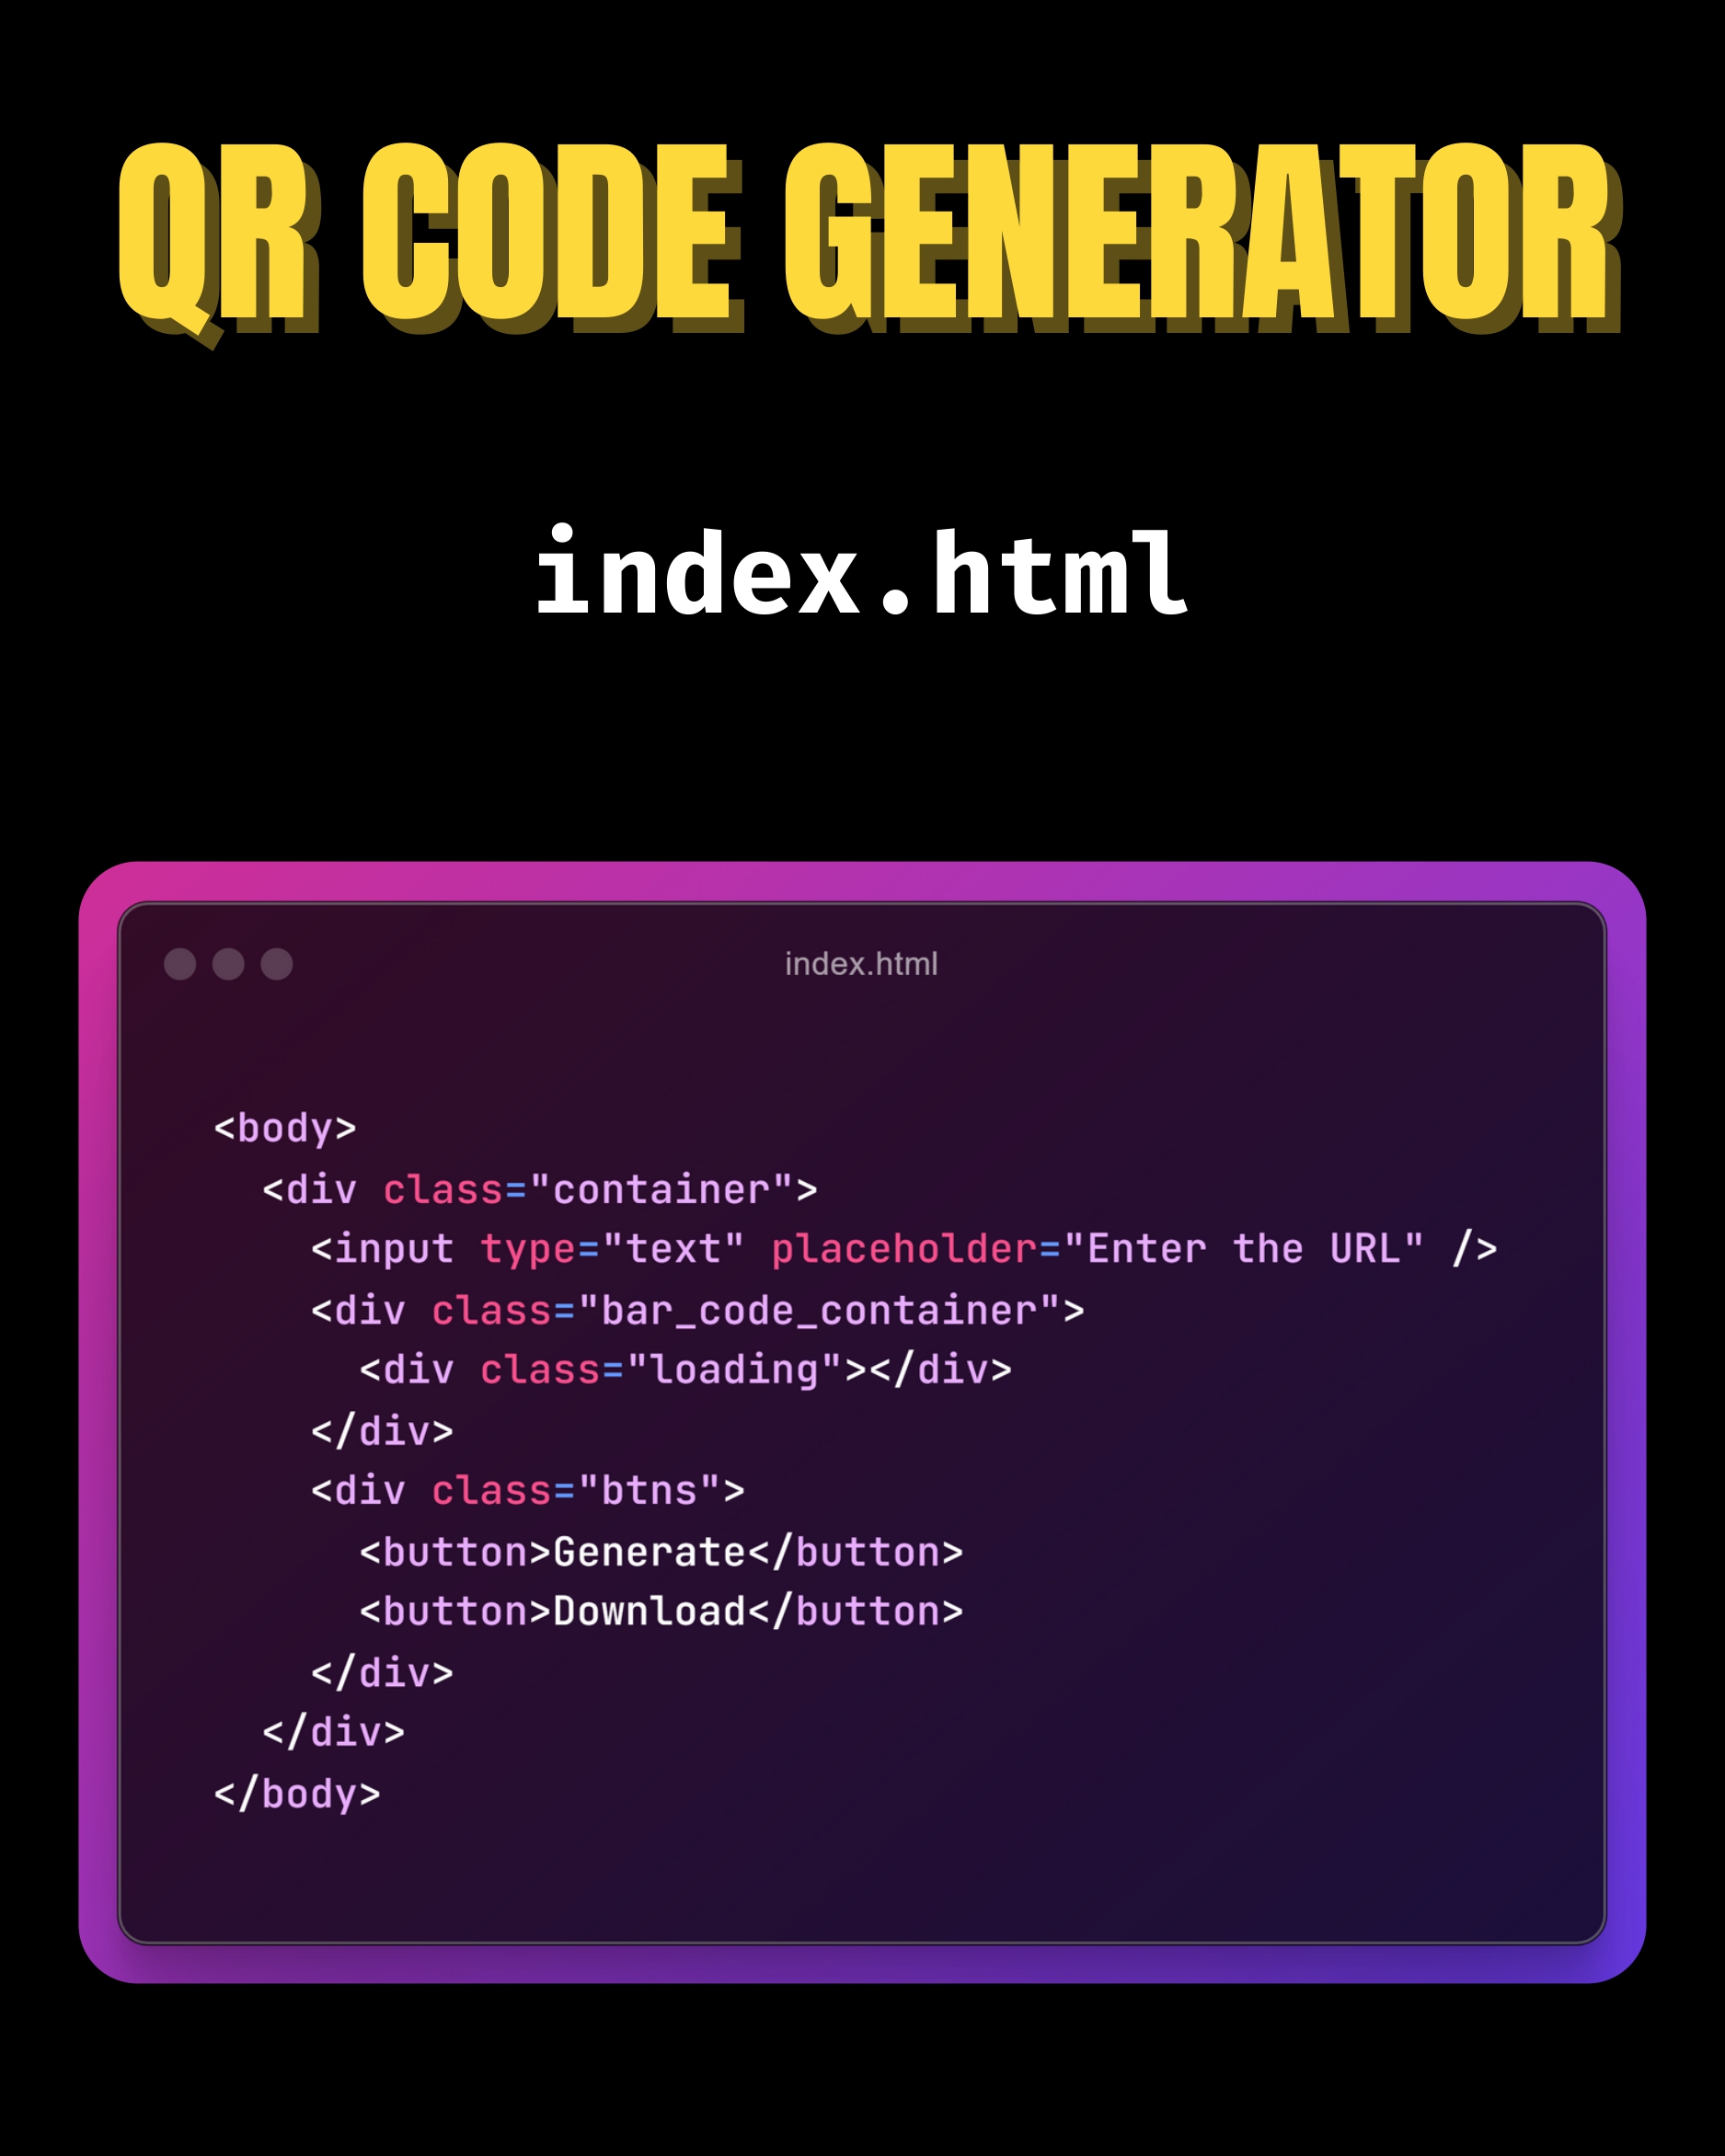 QR CODE GENERATOR
index.html
index.html
<body>
  <div class="container">
    <input type="text" placeholder="Enter the URL" />
    <div class="bar_code_container">
      <div class="loading"></div>
    </div>
    <div class="btns">
      <button>Generate</button>
      <button>Download</button>
    </div>
  </div>
</body>